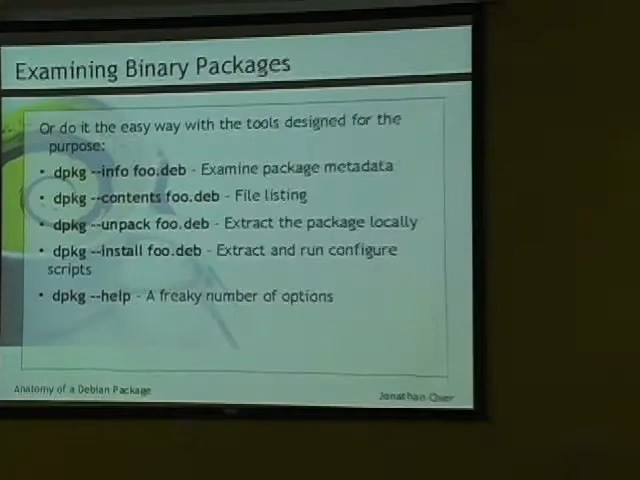 Examining Binary Packages
Or do it the easy way with the tools designed for the
purpose:
• dpkg --info foo.deb - Examine package metadata
• dpkg --contents foo.deb - File listing
• dpkg --unpack foo.deb - Extract the package locally
• dpkg --install foo.deb - Extract and run configure
scripts
• dpkg --help - A freaky number of options
Anatomy of a Debian Package
Jonathan Oxer